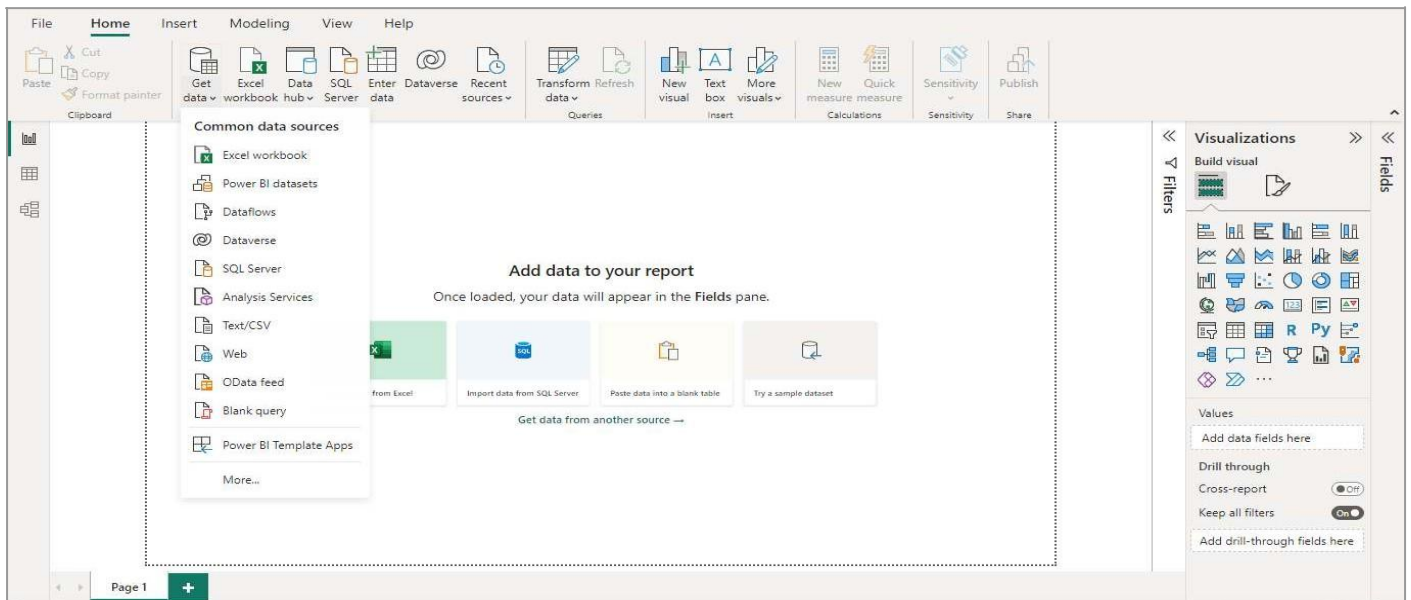 File Home Insert Modeling View Help
Paste
Cut
Copy
Format painter
Clipboard
Get data
Excel workbook
Data hub
SQL Server
Enter data
Dataverse
Recent sources
Transform data
Refresh
Queries
New visual
Text box
More visuals
Insert
New measure
Quick measure
Calculations
Sensitivity
Sensitivity
Publish
Share
Common data sources
Excel workbook
Power BI datasets
Dataflows
Dataverse
SQL Server
Analysis Services
Text/CSV
Web
OData feed
Blank query
Power BI Template Apps
More...
Add data to your report
Once loaded, your data will appear in the Fields pane.
X
SQL
from Excel
Import data from SQL Server
Paste data into a blank table
Try a sample dataset
Get data from another source →
Filters
Visualizations
Build visual
123
R Py
Values
Add data fields here
Drill through
Cross-report Off
Keep all filters On
Add drill-through fields here
Fields
Page 1